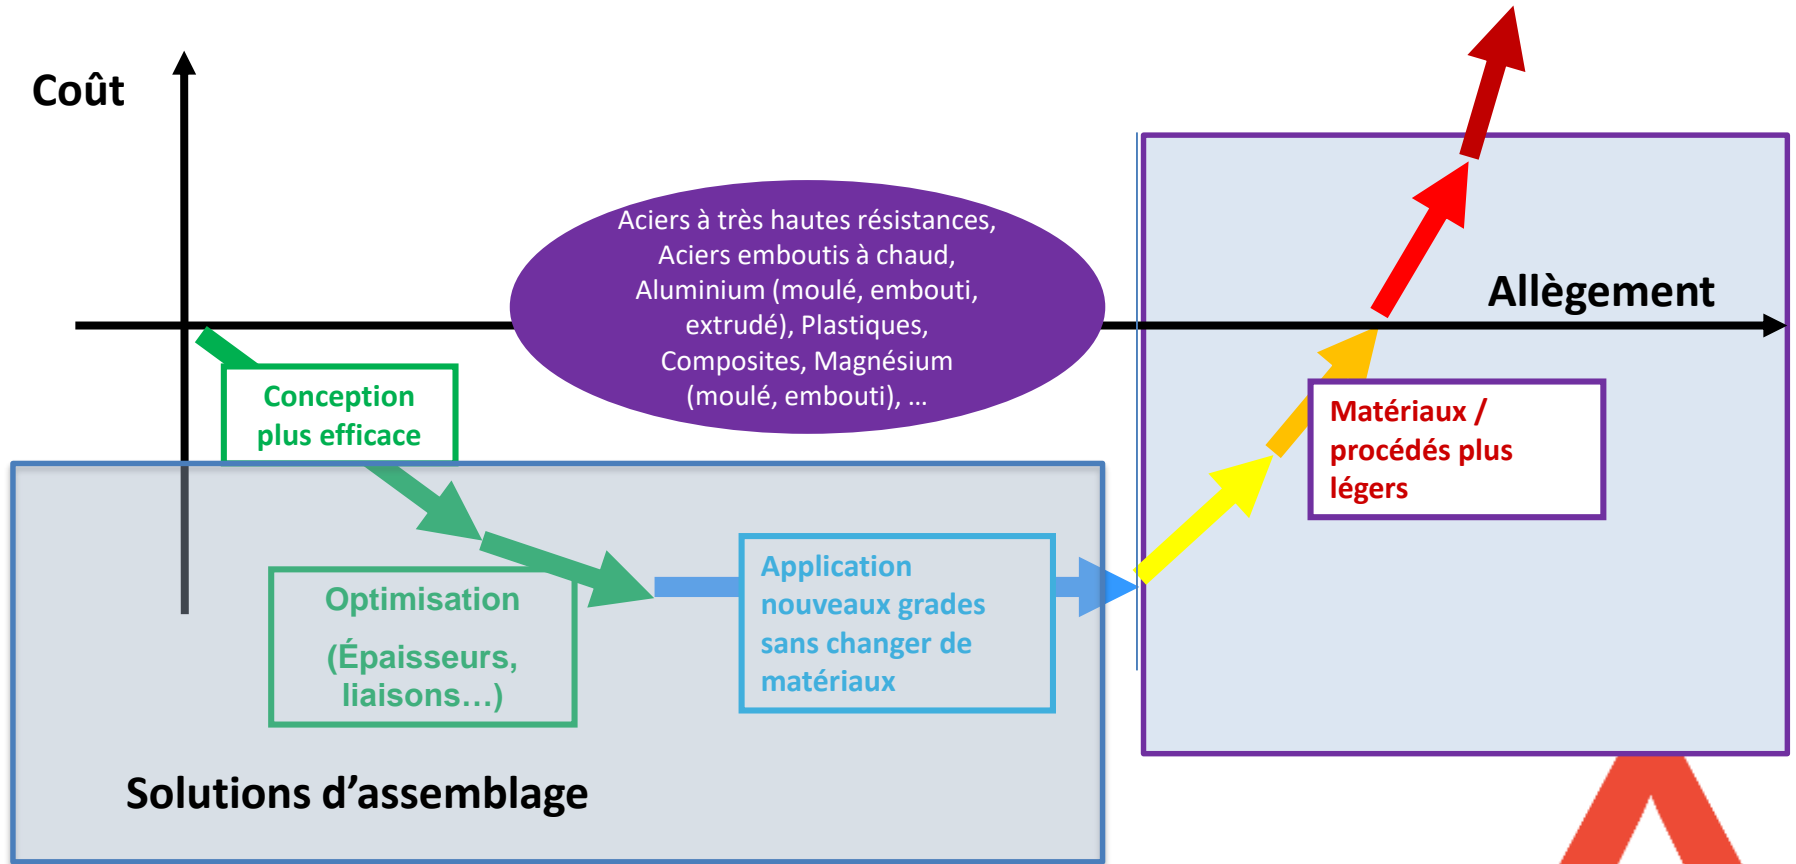 Coût
Aciers à très hautes résistances,
Aciers emboutis à chaud,
Aluminium (moulé, embouti,
extrudé), Plastiques,
Composites, Magnésium
(moulé, embouti), …
Allègement
Conception
plus efficace
Matériaux /
procédés plus
légers
Optimisation
(Épaisseurs,
liaisons…)
Application
nouveaux grades
sans changer de
matériaux
Solutions d’assemblage